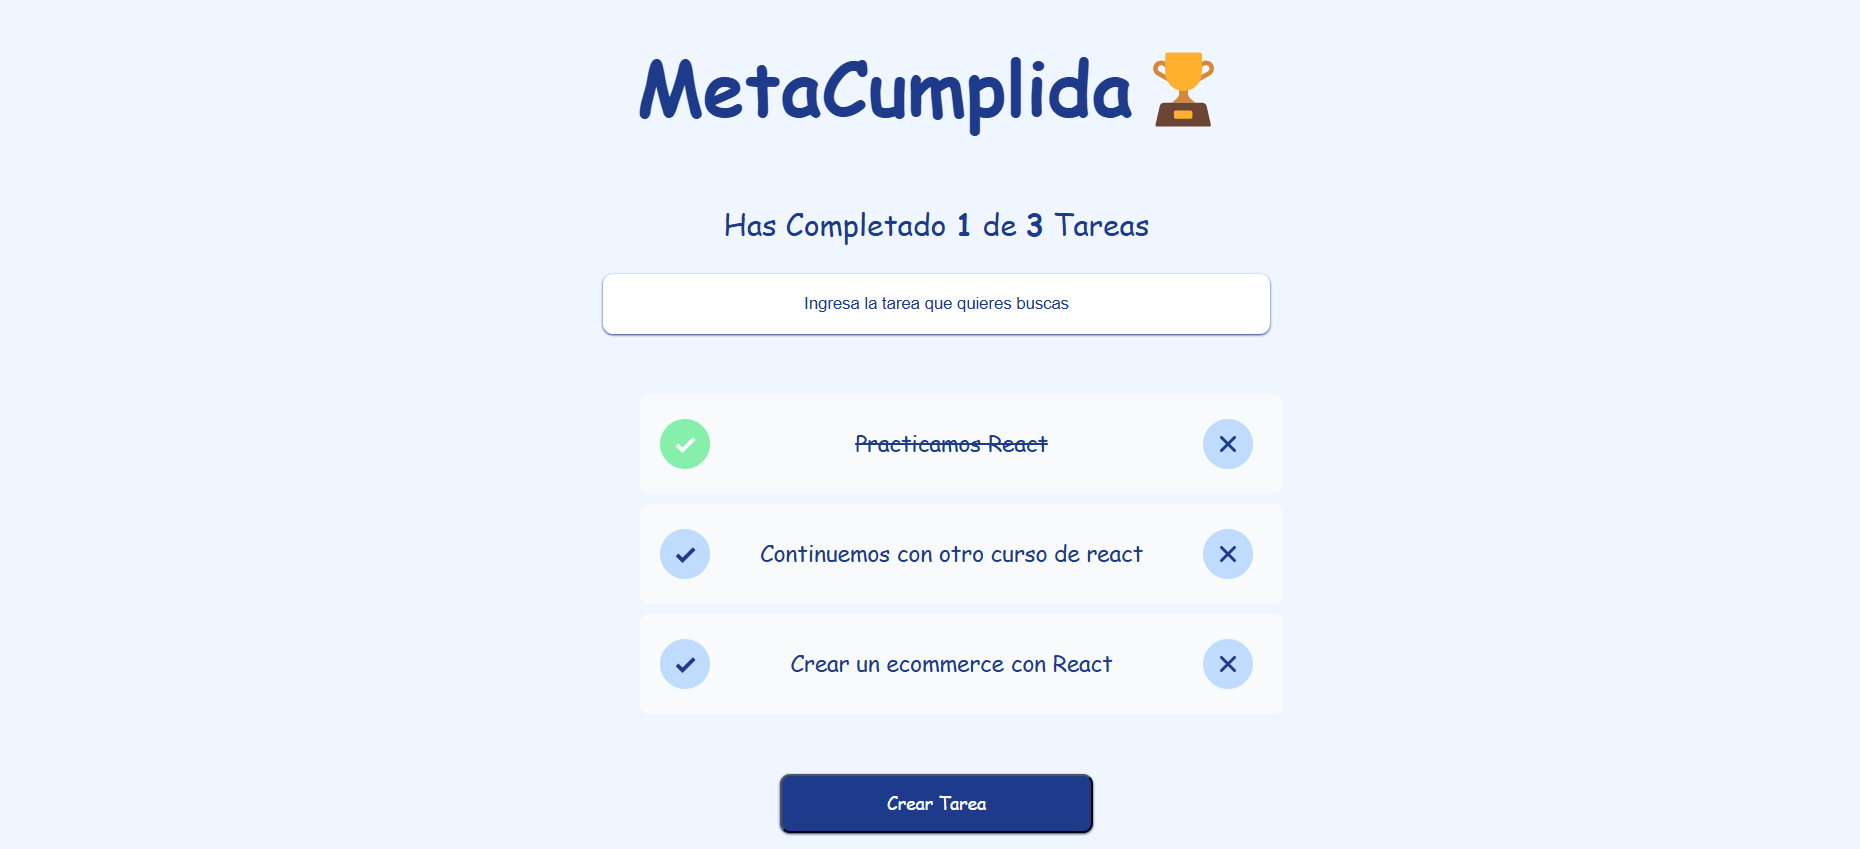 MetaCumplida
Has Completado 1 de 3 Tareas
Ingresa la tarea que quieres buscas
Practicamos React
Continuemos con otro curso de react
Crear un ecommerce con React
Crear Tarea